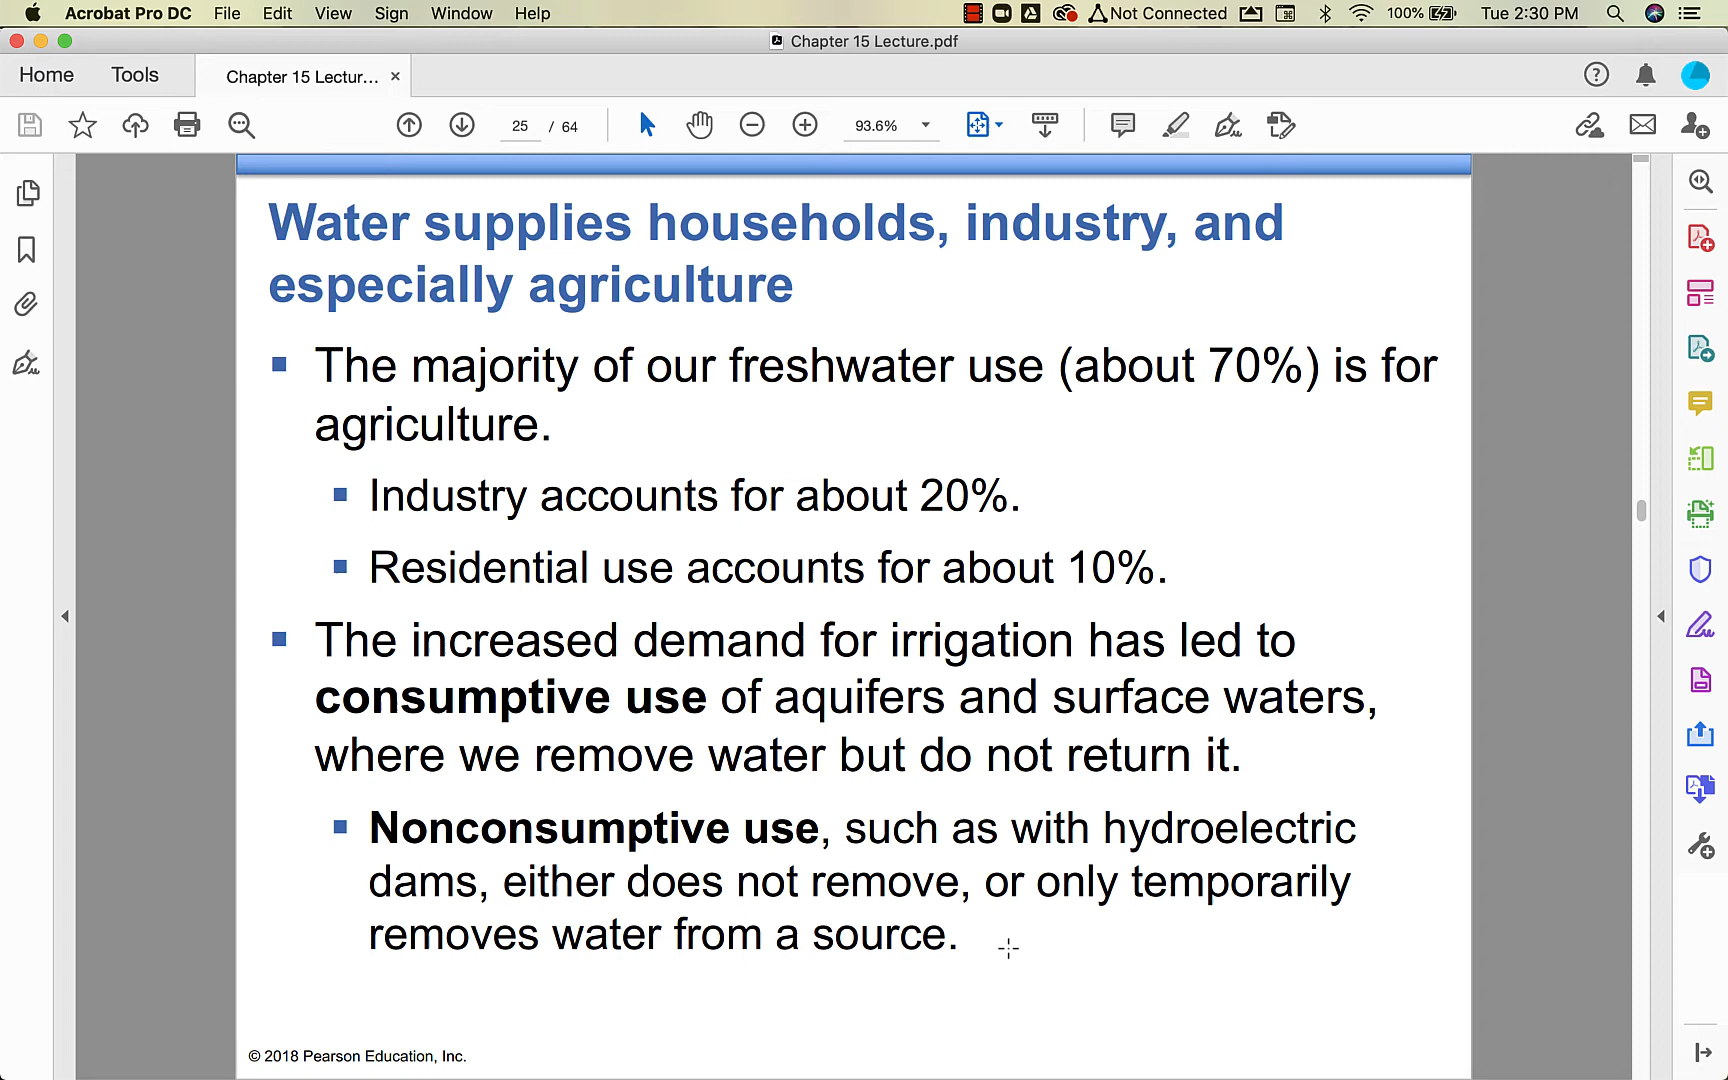 Acrobat Pro DC File Edit View Sign Window Help Not Connected 100% Tue 2:30 PM
Chapter 15 Lecture.pdf
Home Tools Chapter 15 Lectur... ×
25 / 64 93.6%
Water supplies households, industry, and
especially agriculture
The majority of our freshwater use (about 70%) is for
agriculture.
Industry accounts for about 20%.
Residential use accounts for about 10%.
The increased demand for irrigation has led to
consumptive use of aquifers and surface waters,
where we remove water but do not return it.
Nonconsumptive use, such as with hydroelectric
dams, either does not remove, or only temporarily
removes water from a source.
© 2018 Pearson Education, Inc.